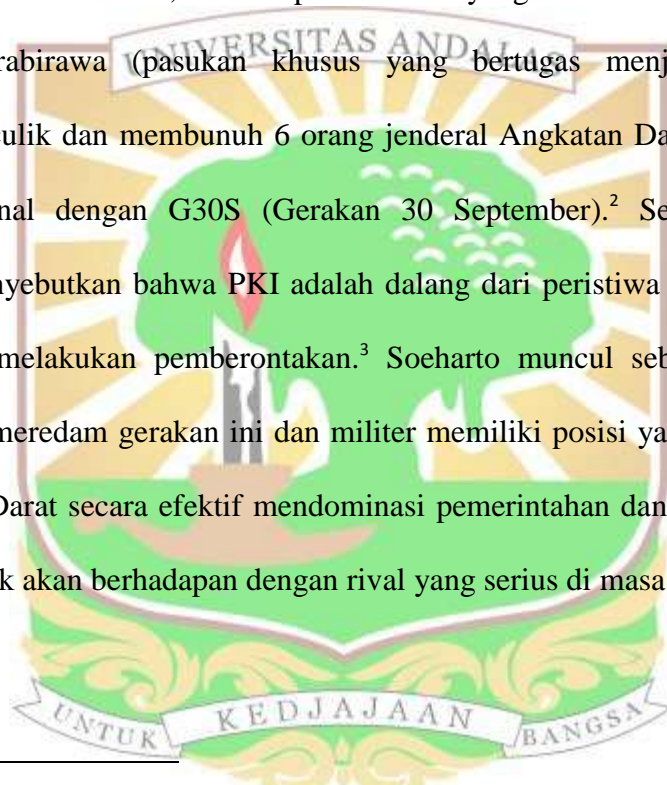 yang
UNIVERSITAS ANDALAS
rabirawa (pasukan khusus yang bertugas menj
culik dan membunuh 6 orang jenderal Angkatan Da
nal dengan G30S (Gerakan 30 September).² Se
nyebutkan bahwa PKI adalah dalang dari peristiwa
melakukan pemberontakan.³ Soeharto muncul seb
meredam gerakan ini dan militer memiliki posisi ya
Darat secara efektif mendominasi pemerintahan dan
k akan berhadapan dengan rival yang serius di masa
UNTUK KEDJAJAAN BANGSA